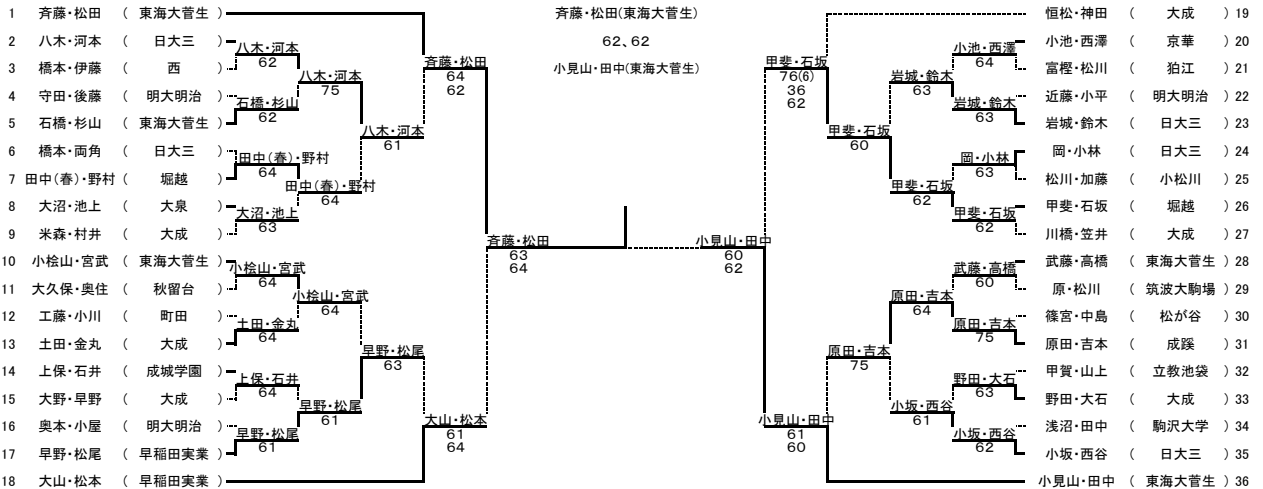 1 斉藤・松田 （ 東海大菅生 ）
2 八木・河本 （ 日大三 ）
3 橋本・伊藤 （ 西 ）
4 守田・後藤 （ 明大明治 ）
5 石橋・杉山 （ 東海大菅生 ）
6 橋本・両角 （ 日大三 ）
7 田中(春)・野村 （ 堀越 ）
8 大沼・池上 （ 大泉 ）
9 米森・村井 （ 大成 ）
10 小桧山・宮武 （ 東海大菅生 ）
11 大久保・奥住 （ 秋留台 ）
12 工藤・小川 （ 町田 ）
13 土田・金丸 （ 大成 ）
14 上保・石井 （ 成城学園 ）
15 大野・早野 （ 大成 ）
16 奥本・小屋 （ 明大明治 ）
17 早野・松尾 （ 早稲田実業 ）
18 大山・松本 （ 早稲田実業 ）
八木・河本
62
石橋・杉山
62
田中(春)・野村
64
大沼・池上
63
小桧山・宮武
64
土田・金丸
64
上保・石井
64
早野・松尾
61
八木・河本
75
田中(春)・野村
64
小桧山・宮武
64
早野・松尾
61
八木・河本
61
早野・松尾
63
斉藤・松田
64
62
大山・松本
61
64
斉藤・松田
63
64
斉藤・松田(東海大菅生)
62、62
小見山・田中(東海大菅生)
小見山・田中
60
62
甲斐・石坂
76(6)
36
62
小見山・田中
61
60
甲斐・石坂
60
原田・吉本
75
岩城・鈴木
63
甲斐・石坂
62
原田・吉本
64
小坂・西谷
61
小池・西澤
64
岩城・鈴木
63
岡・小林
63
甲斐・石坂
62
武藤・高橋
60
原田・吉本
75
野田・大石
63
小坂・西谷
62
恒松・神田 （ 大成 ） 19
小池・西澤 （ 京華 ） 20
富樫・松川 （ 狛江 ） 21
近藤・小平 （ 明大明治 ） 22
岩城・鈴木 （ 日大三 ） 23
岡・小林 （ 日大三 ） 24
松川・加藤 （ 小松川 ） 25
甲斐・石坂 （ 堀越 ） 26
川橋・笠井 （ 大成 ） 27
武藤・高橋 （ 東海大菅生 ） 28
原・松川 （ 筑波大駒場 ） 29
篠宮・中島 （ 松が谷 ） 30
原田・吉本 （ 成蹊 ） 31
甲賀・山上 （ 立教池袋 ） 32
野田・大石 （ 大成 ） 33
浅沼・田中 （ 駒沢大学 ） 34
小坂・西谷 （ 日大三 ） 35
小見山・田中 （ 東海大菅生 ） 36